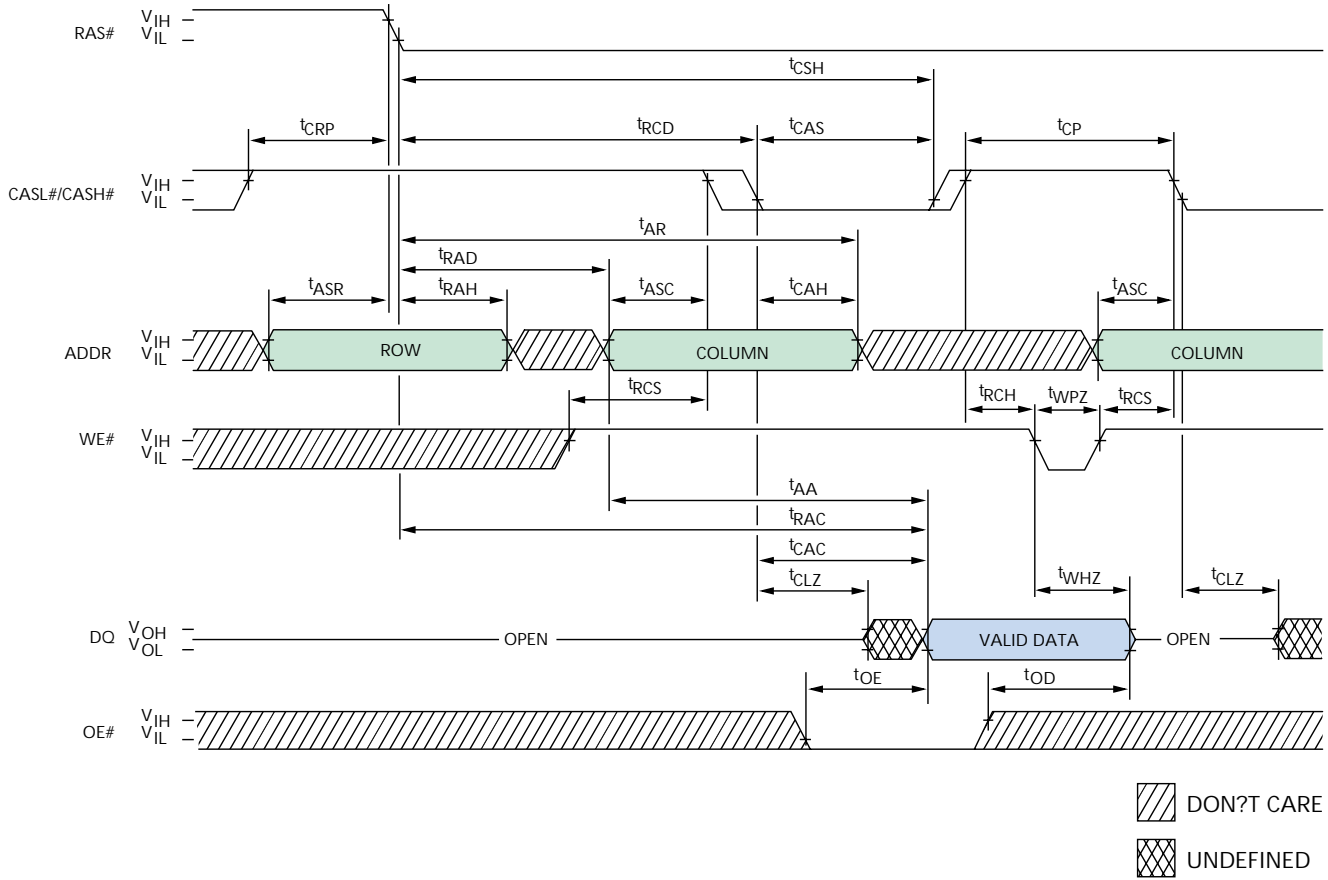 RAS# VIH
VIL
tCSH
tCRP tRCD tCAS tCP
CASL#/CASH# VIH
VIL
tAR
tRAD
tASR tRAH tASC tCAH tASC
ADDR VIH
VIL
ROW COLUMN COLUMN
tRCS tRCH tWPZ tRCS
WE# VIH
VIL
tAA
tRAC
tCAC
tCLZ tWHZ tCLZ
DQ VOH
VOL
OPEN VALID DATA OPEN
tOE tOD
OE# VIH
VIL
DON?T CARE
UNDEFINED